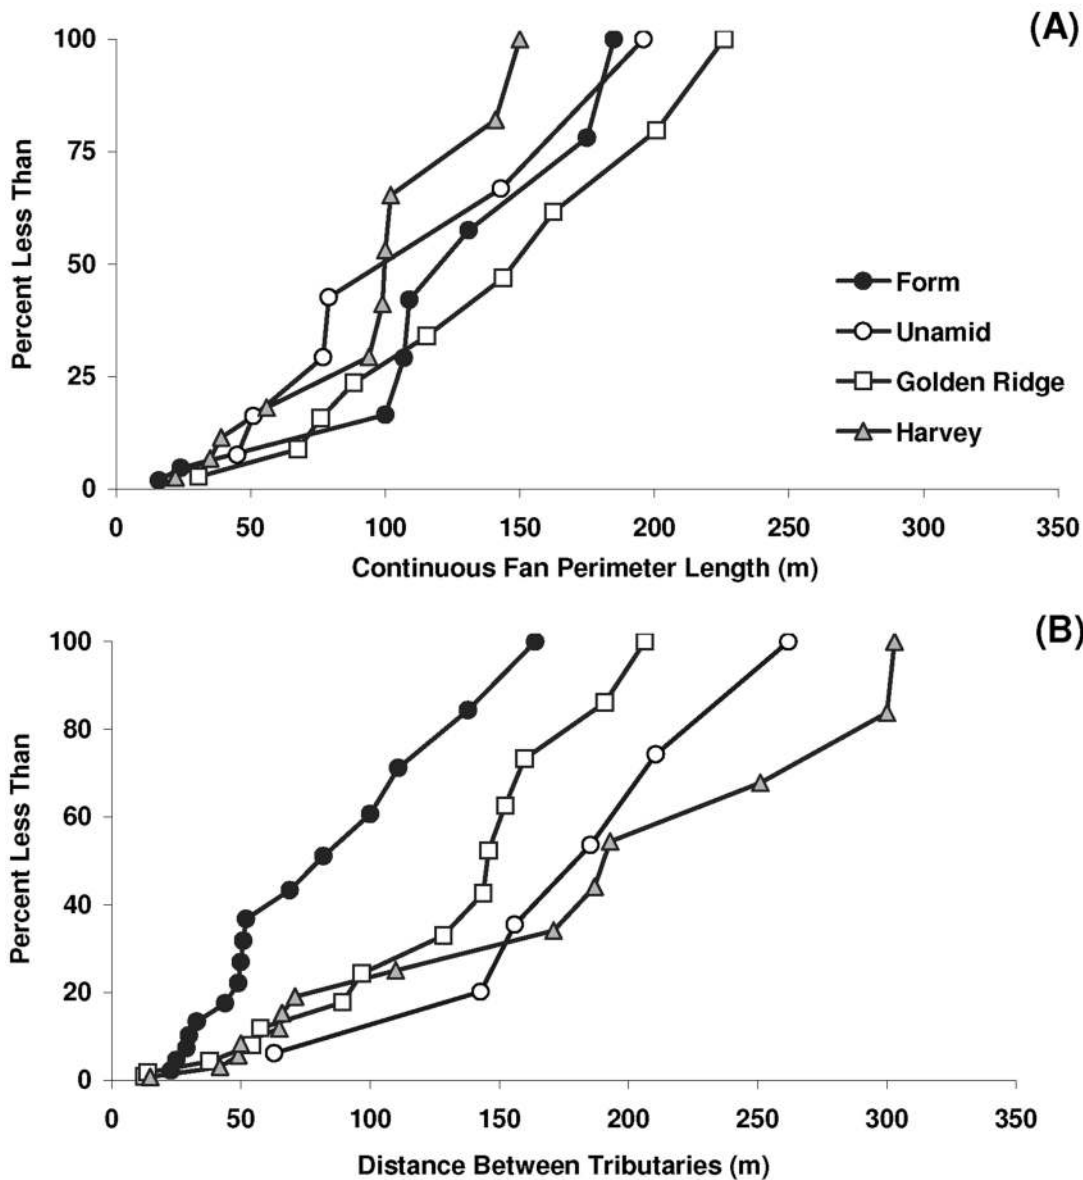 (A)
100
75
50
25
0
Percent Less Than
0 50 100 150 200 250 300 350
Continuous Fan Perimeter Length (m)
Form
Unamid
Golden Ridge
Harvey
(B)
100
80
60
40
20
0
Percent Less Than
0 50 100 150 200 250 300 350
Distance Between Tributaries (m)